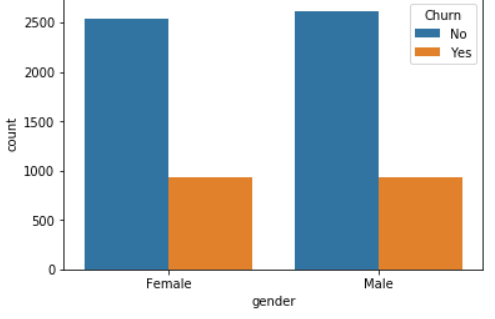 Churn
No
Yes
2500
2000
1500
1000
500
0
count
Female
Male
gender